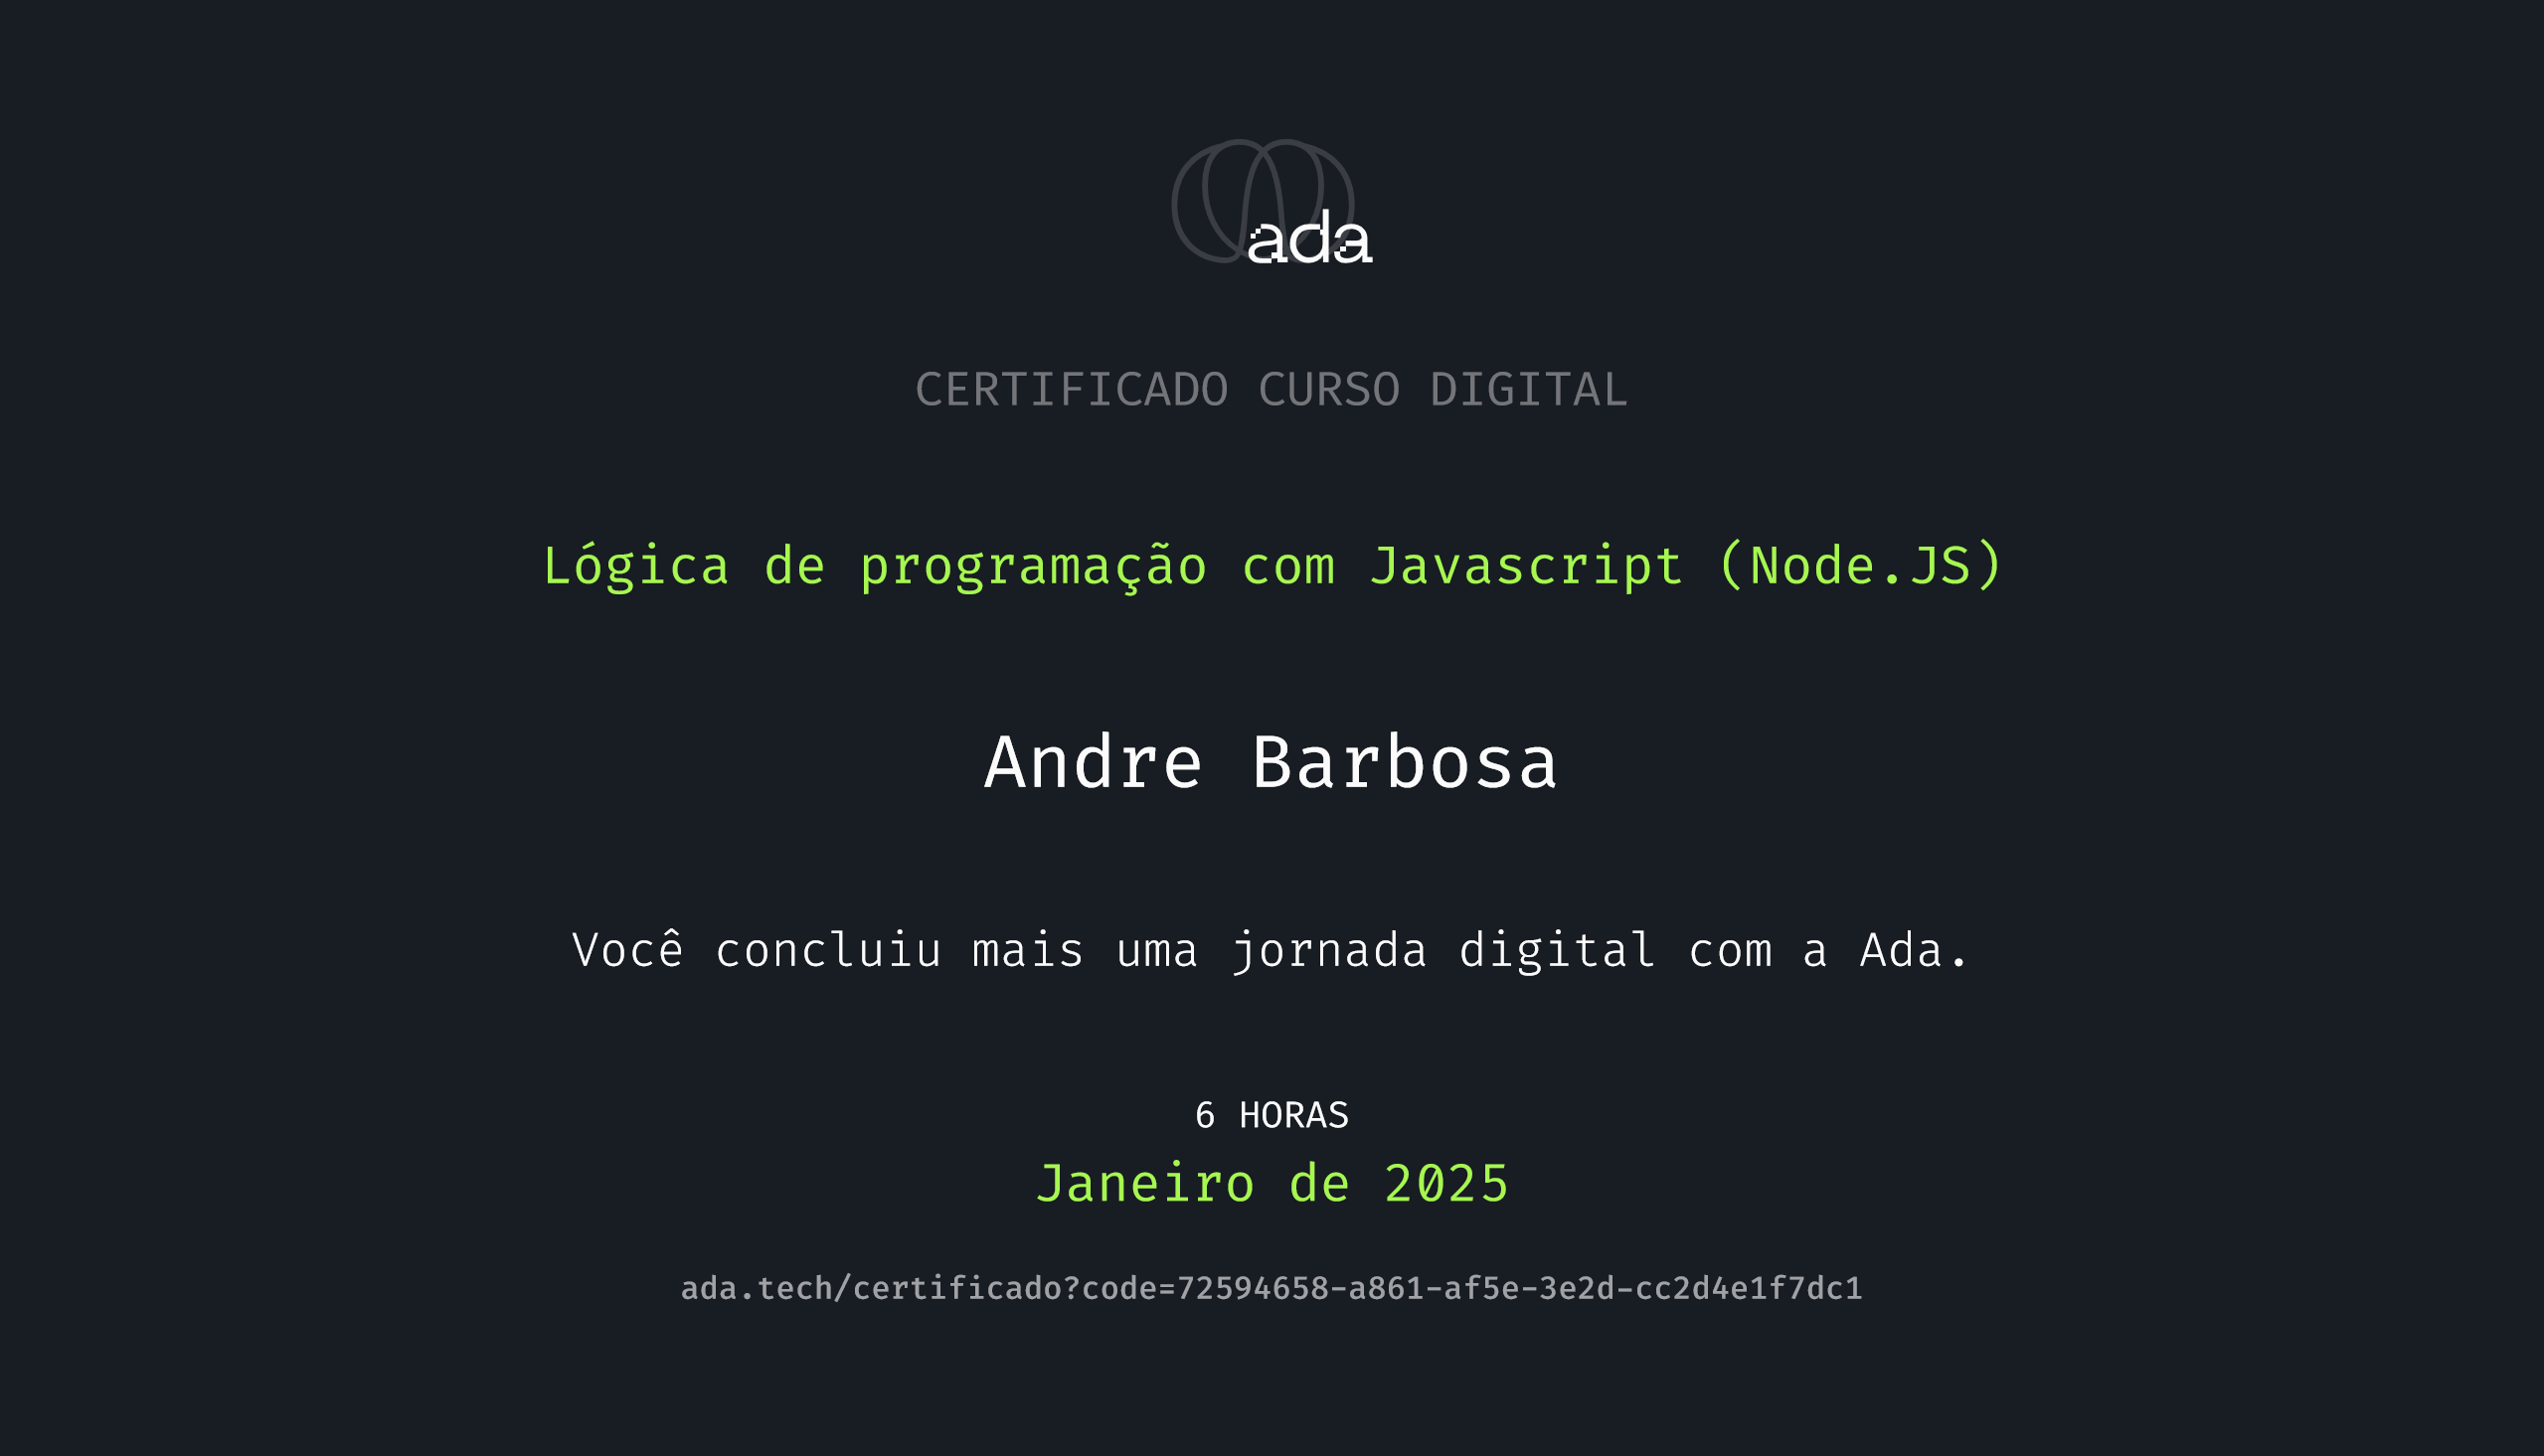 ada
CERTIFICADO CURSO DIGITAL
Lógica de programação com Javascript (Node.JS)
Andre Barbosa
Você concluiu mais uma jornada digital com a Ada.
6 HORAS
Janeiro de 2025
ada.tech/certificado?code=72594658-a861-af5e-3e2d-cc2d4e1f7dc1